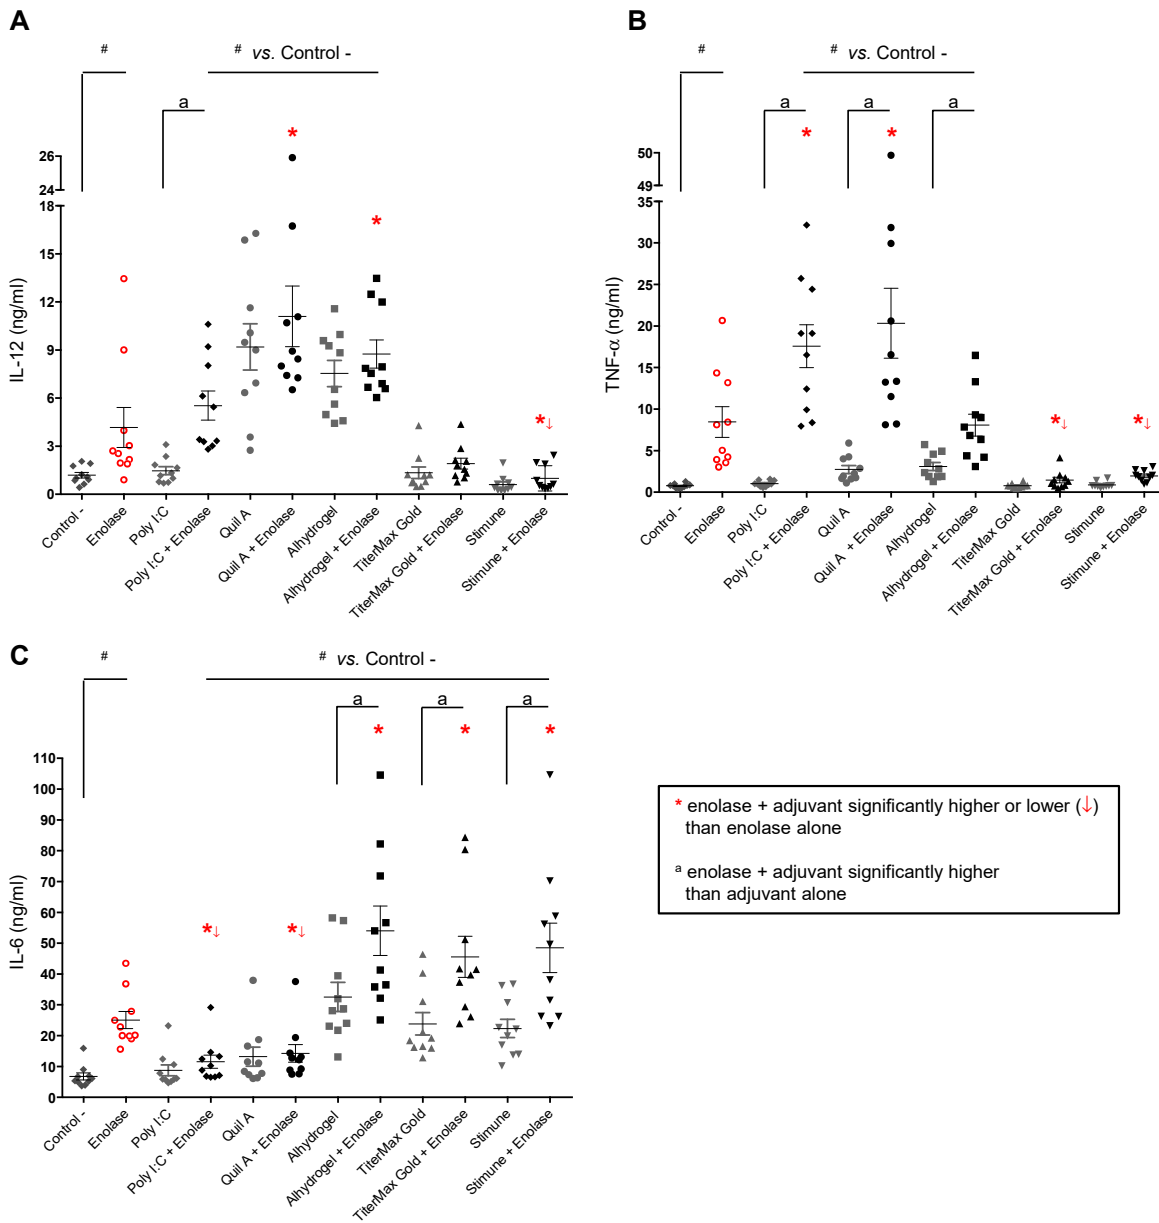 A
#
# vs. Control -
a
*
*
*↓
IL-12 (ng/ml)
26
24
18
15
12
9
6
3
0
Control -
Enolase
Poly I:C
Poly I:C + Enolase
Quil A
Quil A + Enolase
Alhydrogel
Alhydrogel + Enolase
TiterMax Gold
TiterMax Gold + Enolase
Stimune
Stimune + Enolase
B
#
# vs. Control -
a
a
a
*
*
*↓
*↓
TNF-α (ng/ml)
50
49
35
30
25
20
15
10
5
0
Control -
Enolase
Poly I:C
Poly I:C + Enolase
Quil A
Quil A + Enolase
Alhydrogel
Alhydrogel + Enolase
TiterMax Gold
TiterMax Gold + Enolase
Stimune
Stimune + Enolase
C
#
# vs. Control -
a
a
a
*
*
*
*↓
*↓
IL-6 (ng/ml)
110
100
90
80
70
60
50
40
30
20
10
0
Control -
Enolase
Poly I:C
Poly I:C + Enolase
Quil A
Quil A + Enolase
Alhydrogel
Alhydrogel + Enolase
TiterMax Gold
TiterMax Gold + Enolase
Stimune
Stimune + Enolase
* enolase + adjuvant significantly higher or lower (↓)
than enolase alone
a enolase + adjuvant significantly higher
than adjuvant alone